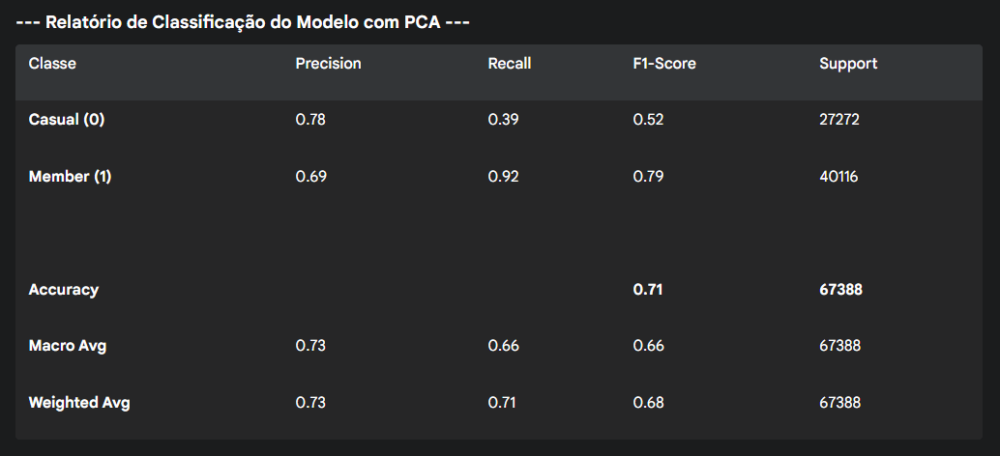 --- Relatório de Classificação do Modelo com PCA ---
Classe Precision Recall F1-Score Support
Casual (0) 0.78 0.39 0.52 27272
Member (1) 0.69 0.92 0.79 40116
Accuracy 0.71 67388
Macro Avg 0.73 0.66 0.66 67388
Weighted Avg 0.73 0.71 0.68 67388